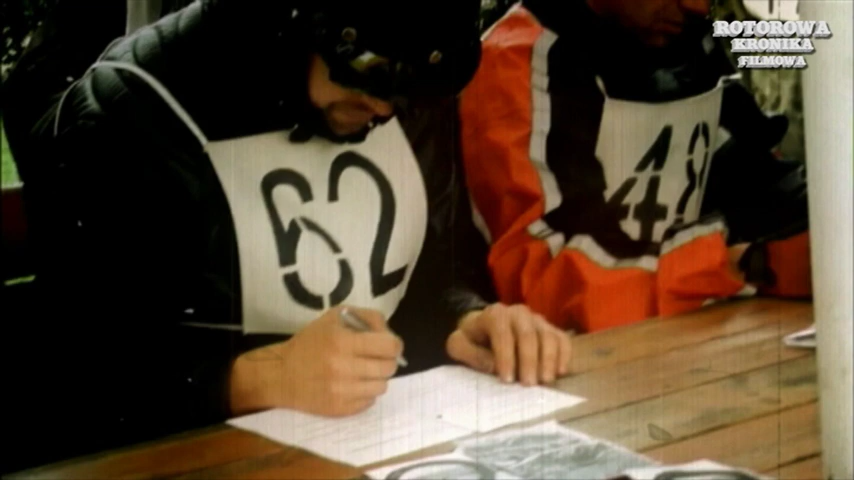 ROTOROWA
KRONIKA
FILMOWA
62
48